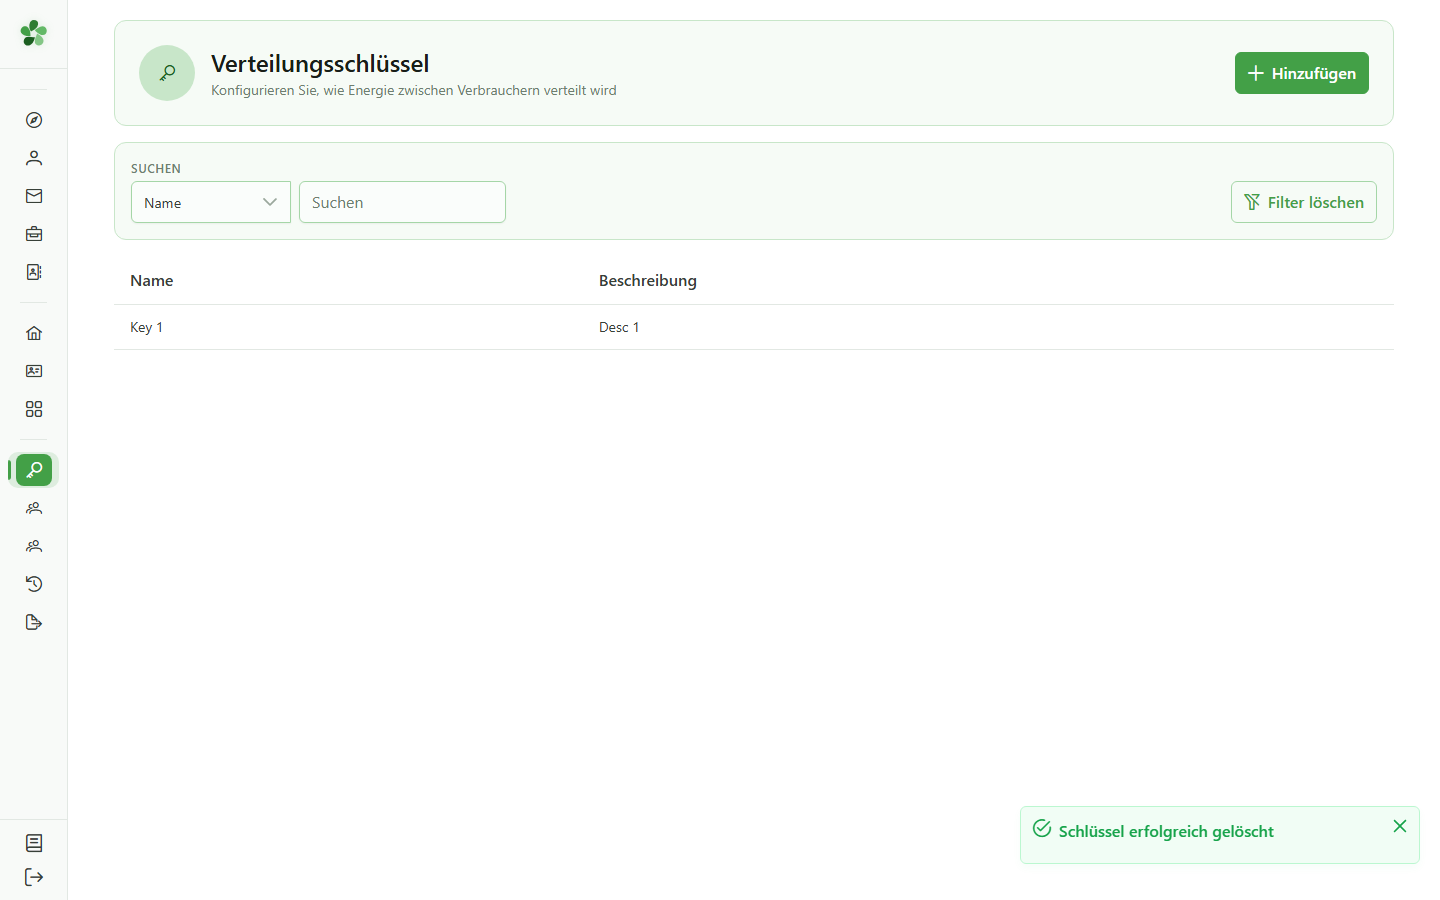 Verteilungsschlüssel
Konfigurieren Sie, wie Energie zwischen Verbrauchern verteilt wird
Hinzufügen
SUCHEN
Name
Suchen
Filter löschen
Name Beschreibung
Key 1 Desc 1
Schlüssel erfolgreich gelöscht